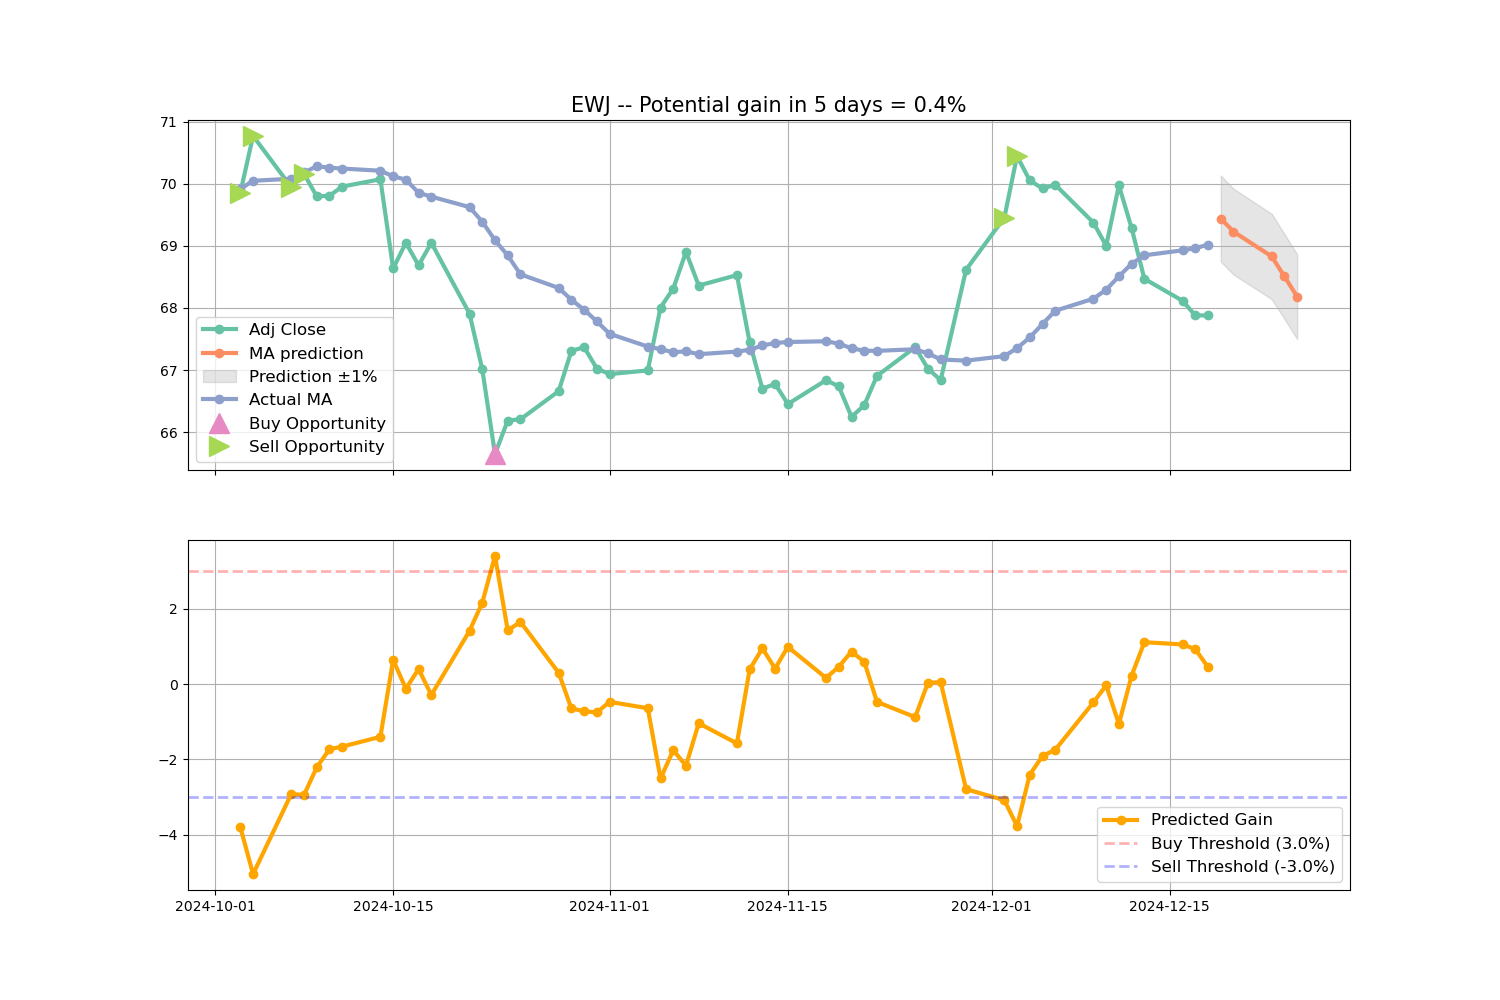 EWJ -- Potential gain in 5 days = 0.4%
71
70
69
68
67
66
Adj Close
MA prediction
Prediction ±1%
Actual MA
Buy Opportunity
Sell Opportunity
2
0
−2
−4
Predicted Gain
Buy Threshold (3.0%)
Sell Threshold (-3.0%)
2024-10-01
2024-10-15
2024-11-01
2024-11-15
2024-12-01
2024-12-15